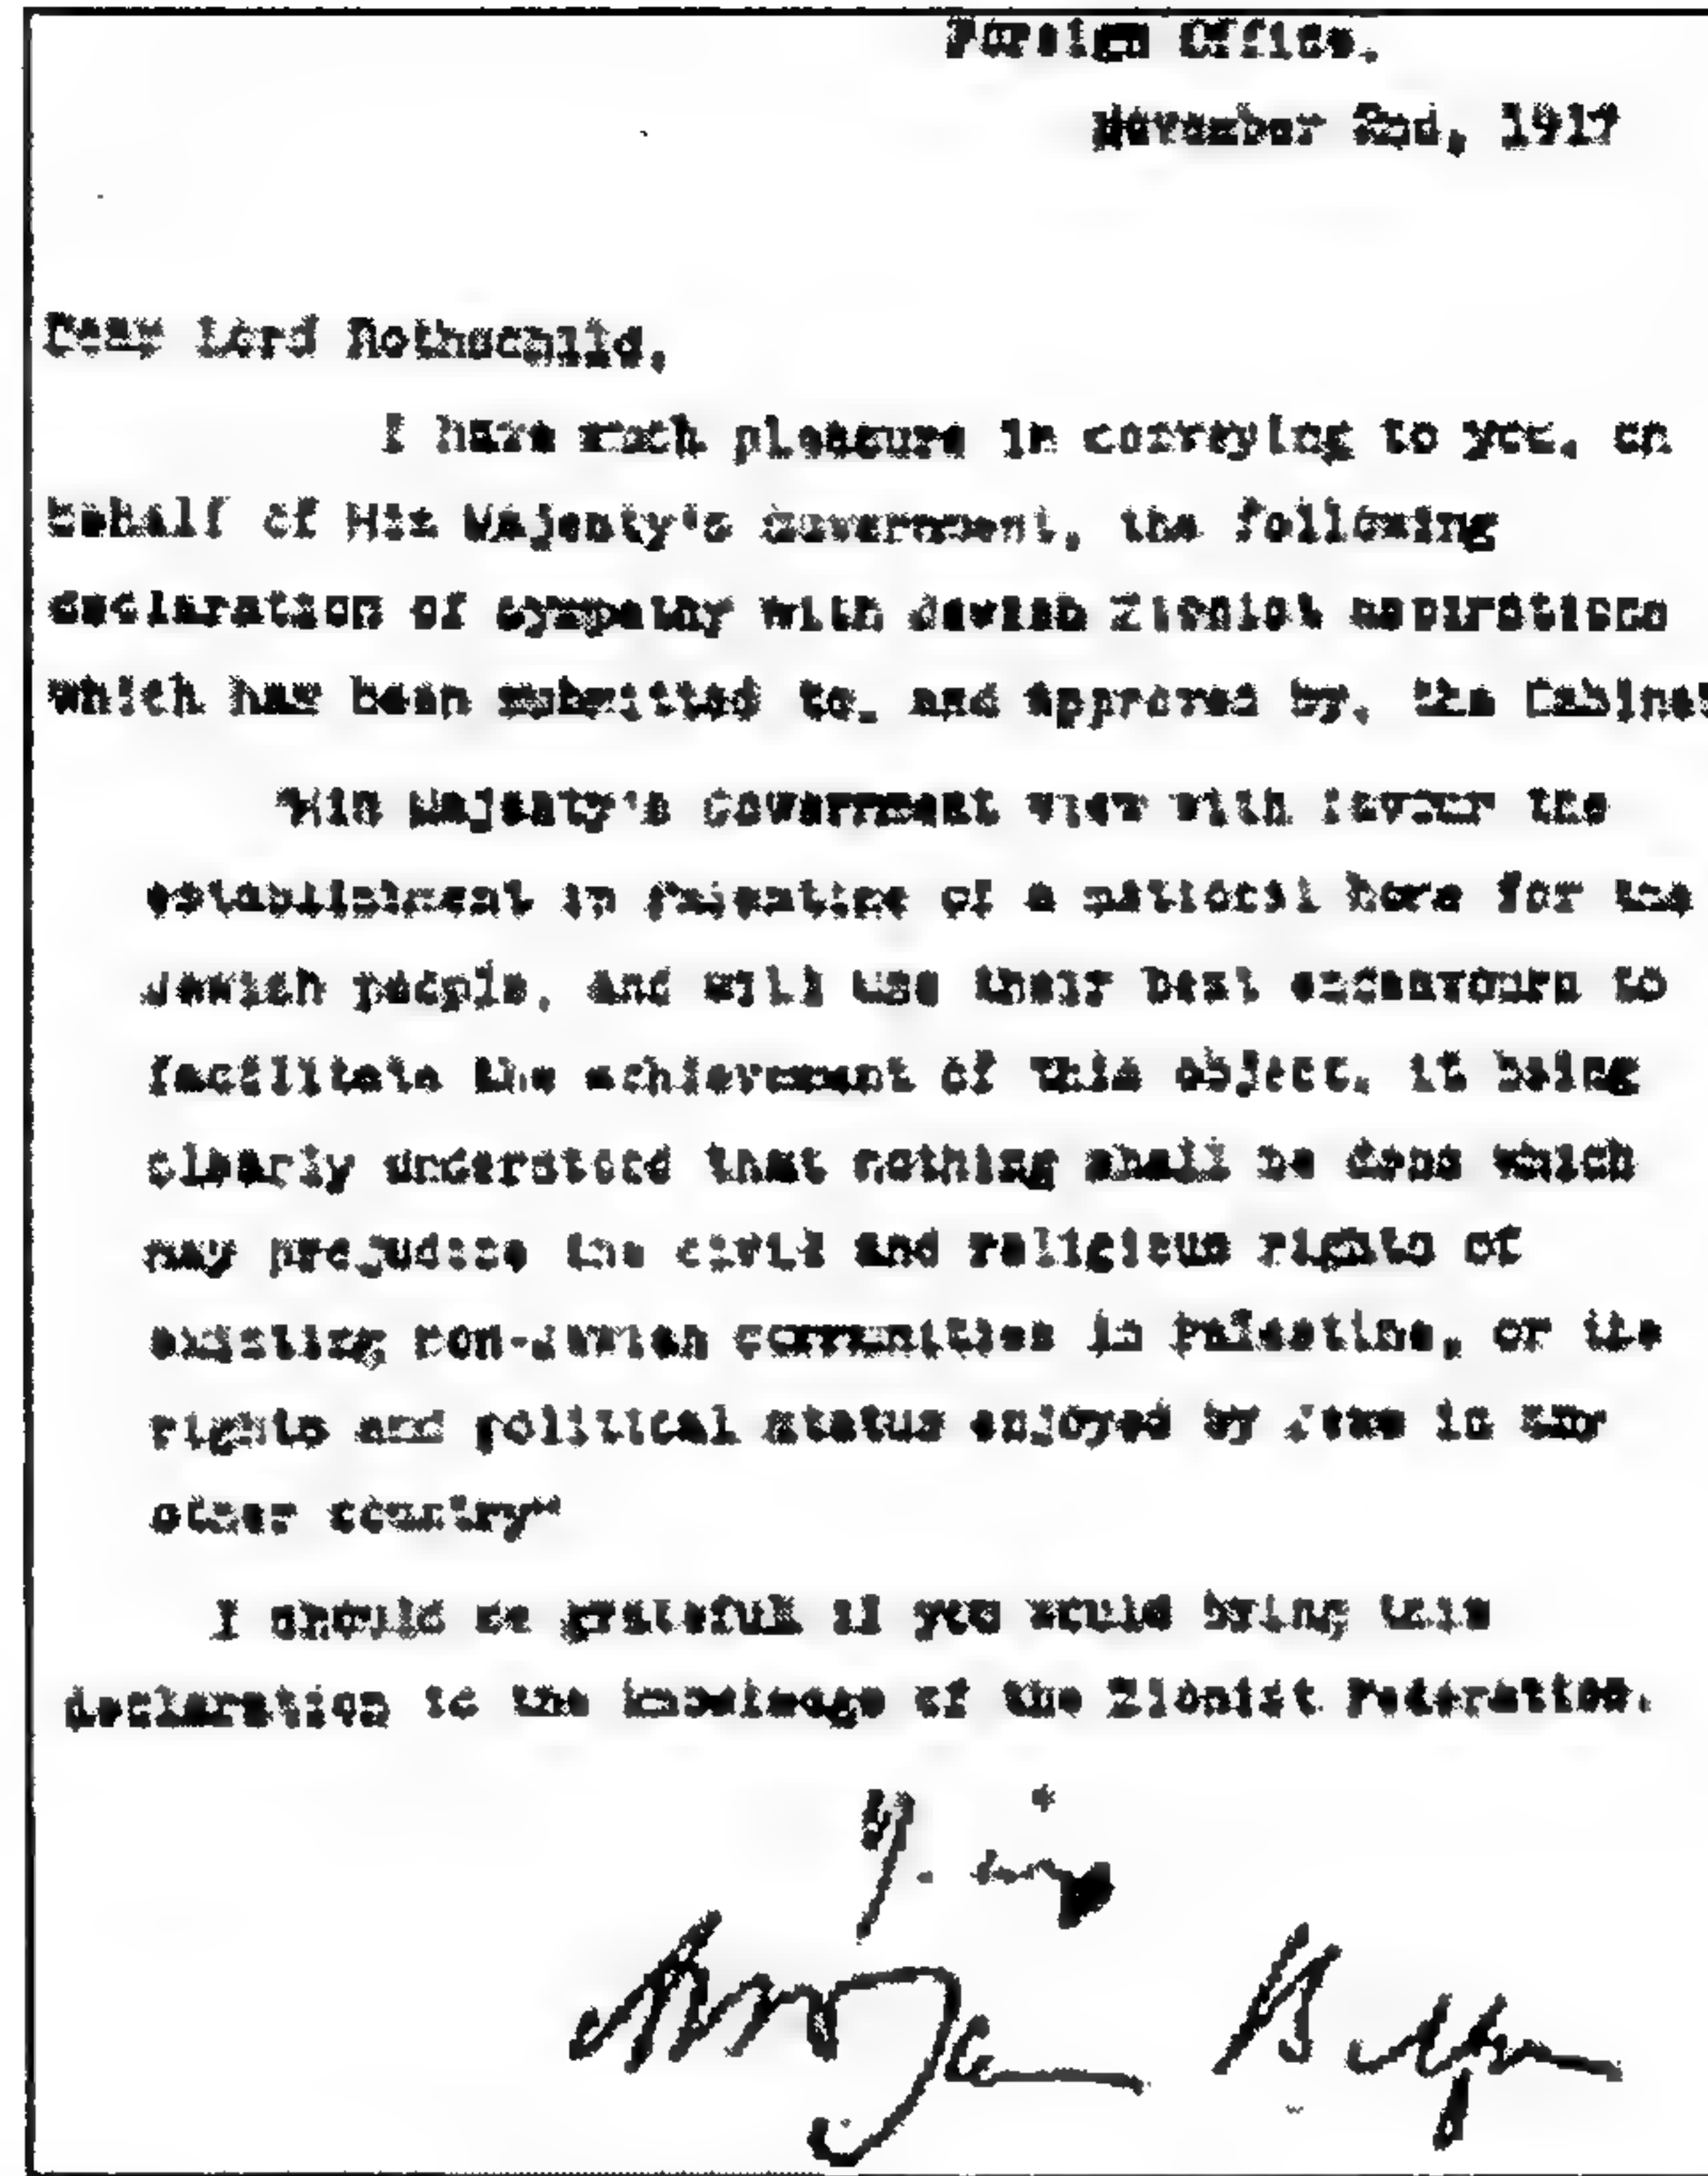 Foreign Office,
November 2nd, 1917
Dear Lord Rothschild,
I have much pleasure in conveying to you, on
behalf of His Majesty's Government, the following
declaration of sympathy with Jewish Zionist aspirations
which has been submitted to, and approved by, the Cabinet
"His Majesty's Government view with favour the
establishment in Palestine of a national home for the
Jewish people, and will use their best endeavours to
facilitate the achievement of this object, it being
clearly understood that nothing shall be done which
may prejudice the civil and religious rights of
existing non-Jewish communities in Palestine, or the
rights and political status enjoyed by Jews in any
other country"
I should be grateful if you would bring this
declaration to the knowledge of the Zionist Federation.